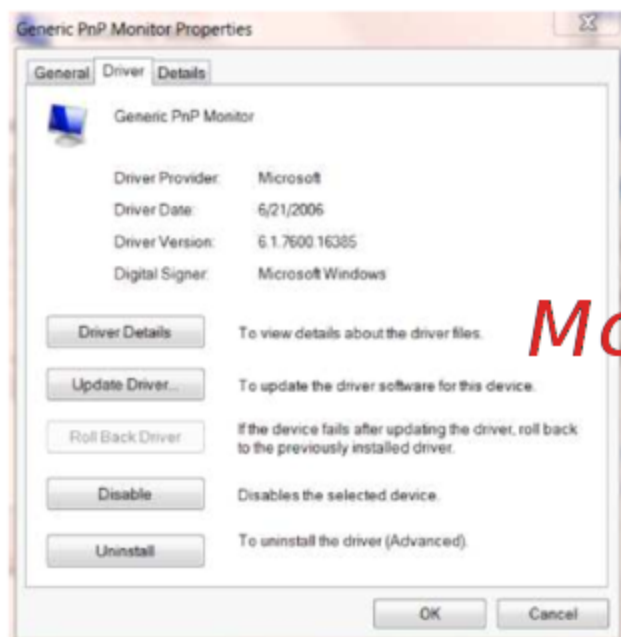 Generic PnP Monitor Properties
General Driver Details
Generic PnP Monitor
Driver Provider: Microsoft
Driver Date: 6/21/2006
Driver Version: 6.1.7600.16385
Digital Signer: Microsoft Windows
Driver Details To view details about the driver files.
Mo
Update Driver... To update the driver software for this device.
Roll Back Driver If the device fails after updating the driver, roll back
to the previously installed driver.
Disable Disables the selected device.
Uninstall To uninstall the driver (Advanced).
OK Cancel